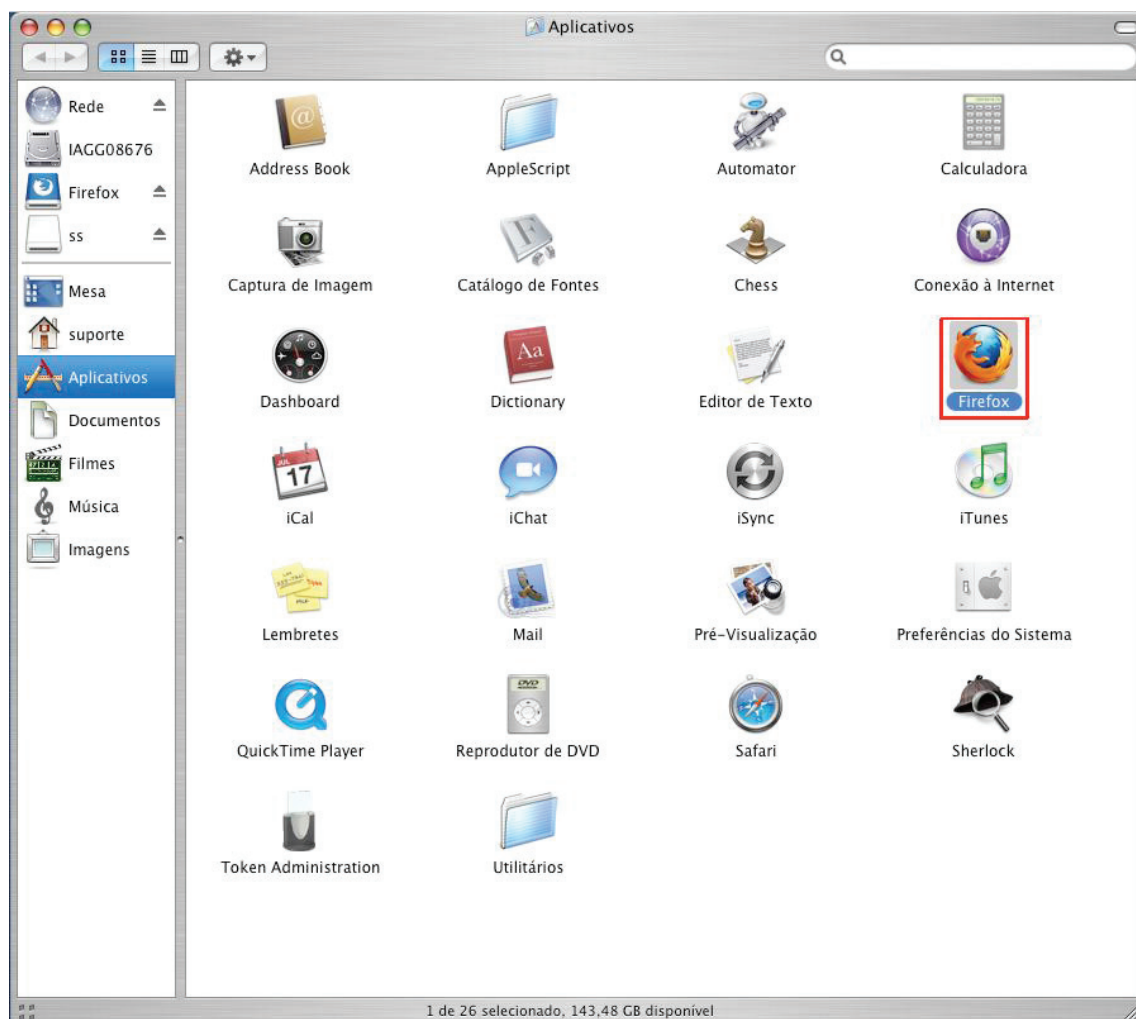 Aplicativos
Rede
IAGG08676
Firefox
ss
Mesa
suporte
Aplicativos
Documentos
Filmes
Música
Imagens
Address Book AppleScript Automator Calculadora
Captura de Imagem Catálogo de Fontes Chess Conexão à Internet
Dashboard Dictionary Editor de Texto Firefox
iCal iChat iSync iTunes
Lembretes Mail Pré-Visualização Preferências do Sistema
QuickTime Player Reprodutor de DVD Safari Sherlock
Token Administration Utilitários
1 de 26 selecionado, 143,48 GB disponível